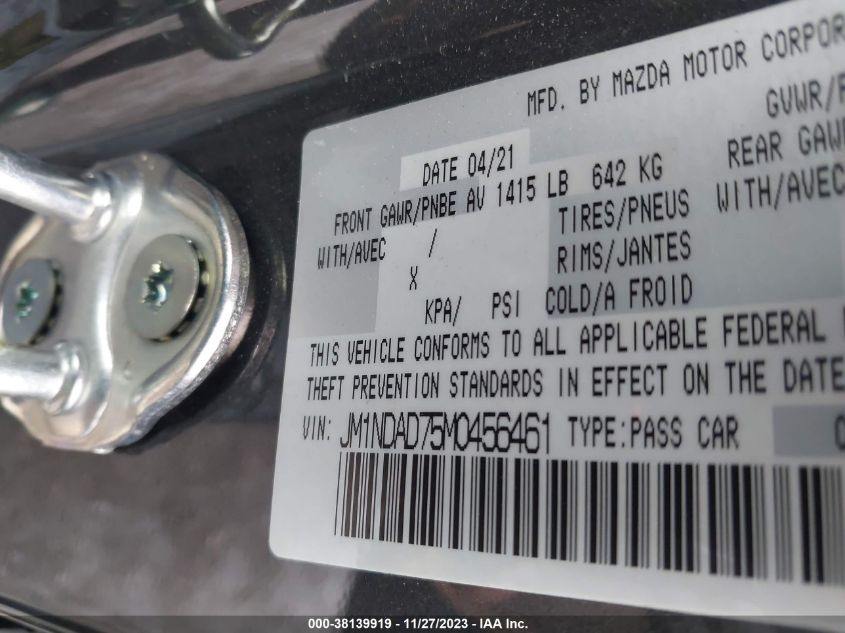 MFD. BY MAZDA MOTOR CORPOR
GVWR/P
DATE 04/21
REAR GAWR
FRONT GAWR/PNBE AV 1415 LB 642 KG
WITH/AVEC
WITH/AVEC / TIRES/PNEUS
X RIMS/JANTES
KPA/ PSI COLD/A FROID
THIS VEHICLE CONFORMS TO ALL APPLICABLE FEDERAL
THEFT PREVENTION STANDARDS IN EFFECT ON THE DATE
VIN: JM1NDAD75M0456461 TYPE:PASS CAR
000-38139919 // 11/27/2023 // IAA Inc.